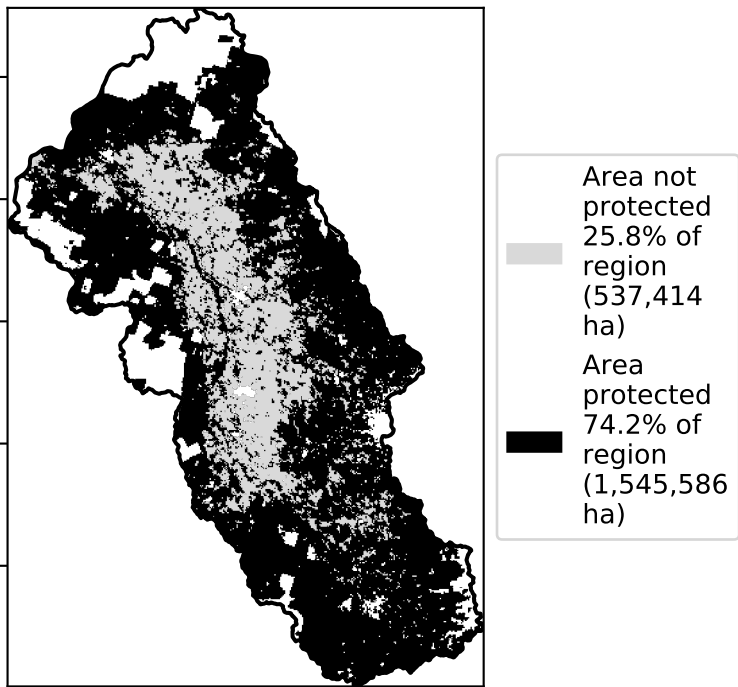 Area not
protected
25.8% of
region
(537,414
ha)
Area
protected
74.2% of
region
(1,545,586
ha)